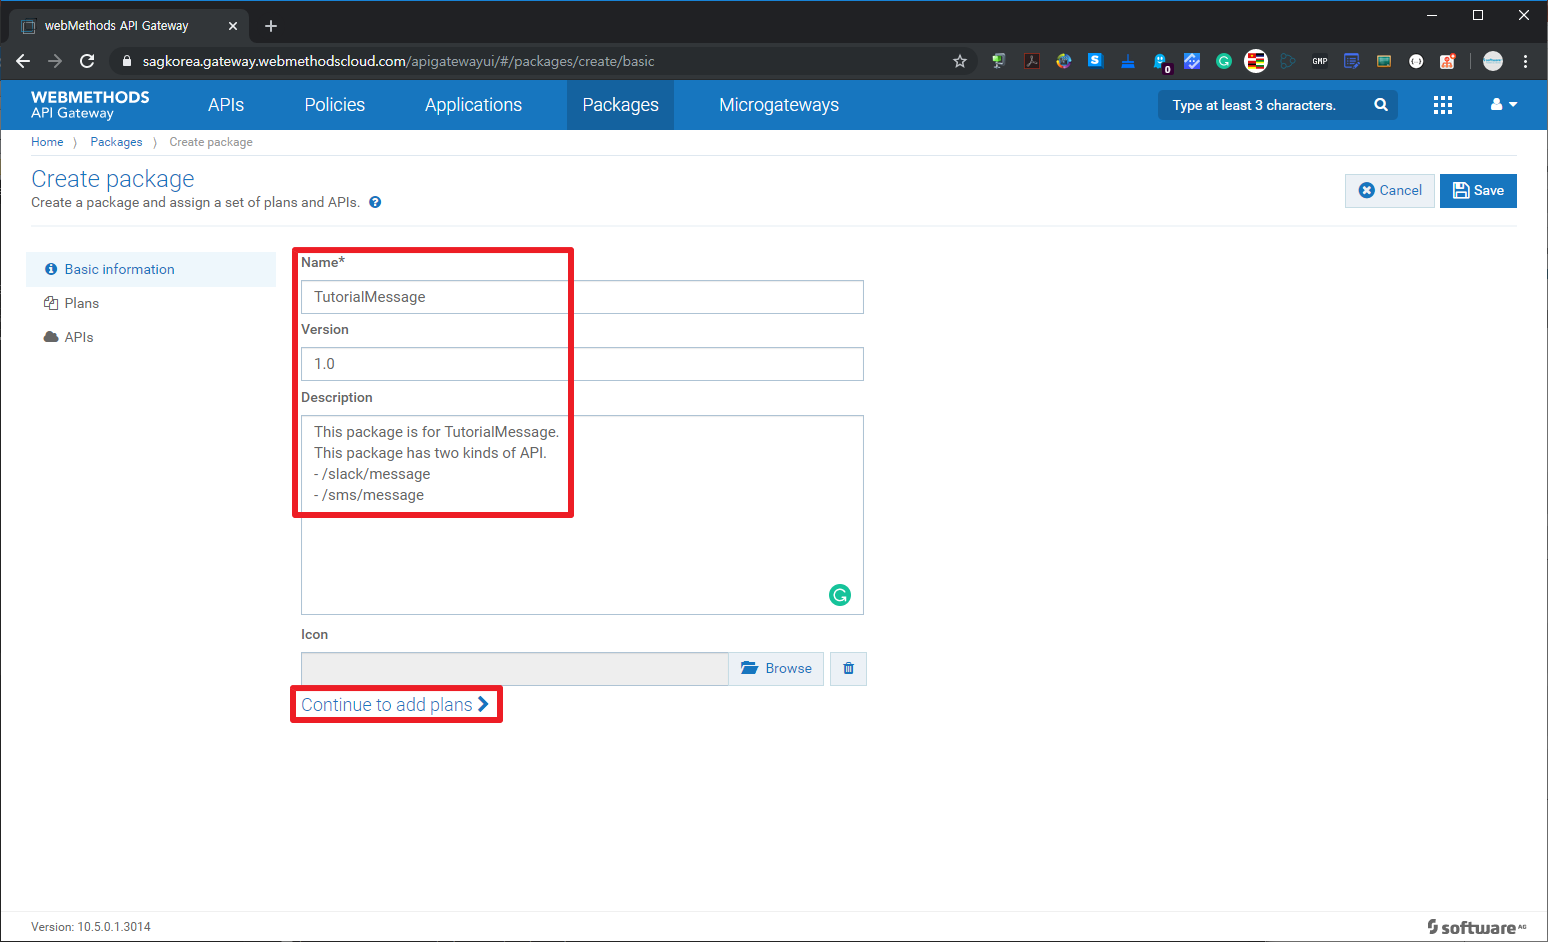 webMethods API Gateway
sagkorea.gateway.webmethodscloud.com/apigatewayui/#/packages/create/basic
S
0
G
GMP
WEBMETHODS
API Gateway
APIs
Policies
Applications
Packages
Microgateways
Type at least 3 characters.
Home
Packages
Create package
Create package
Create a package and assign a set of plans and APIs.
Cancel
Save
Basic information
Plans
APIs
Name*
TutorialMessage
Version
1.0
Description
This package is for TutorialMessage.
This package has two kinds of API.
- /slack/message
- /sms/message
Icon
Browse
Continue to add plans
Version: 10.5.0.1.3014
software AG